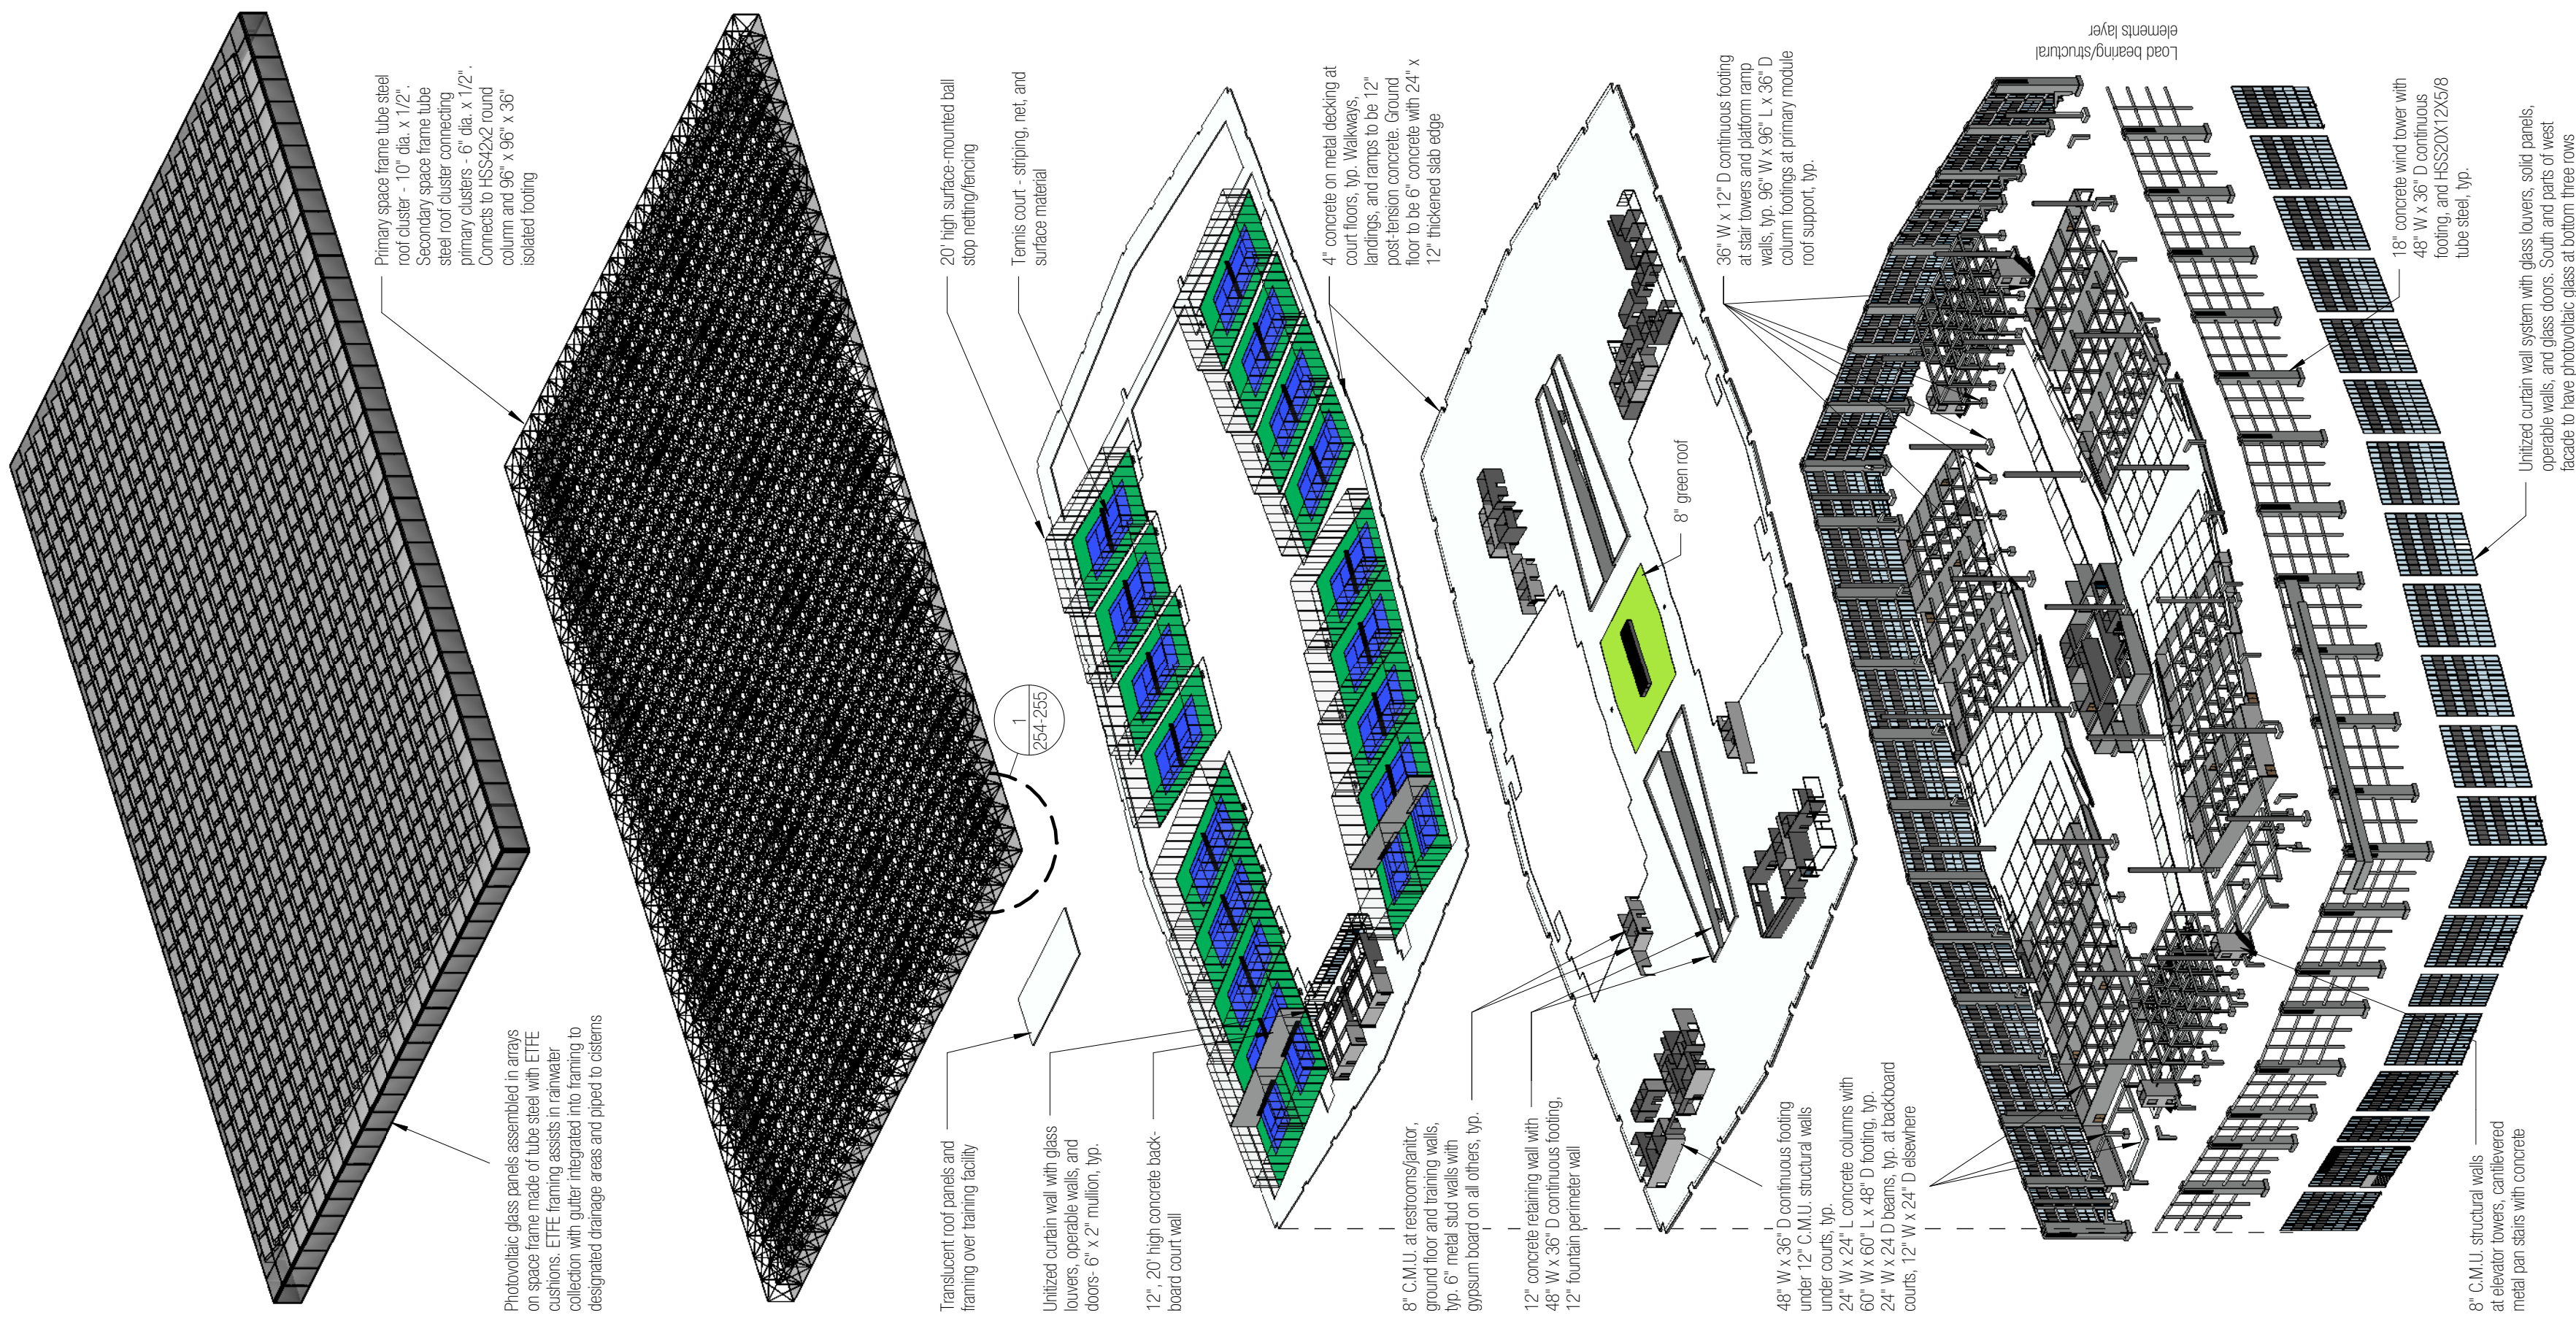 Photovoltaic glass panels assembled in arrays
on space frame made of tube steel with ETFE
cushions. ETFE framing assists in rainwater
collection with gutter integrated into framing to
designated drainage areas and piped to cisterns
Primary space frame tube steel
roof cluster - 10" dia. x 1/2".
Secondary space frame tube
steel roof cluster connecting
primary clusters - 6" dia. x 1/2".
Connects to HSS42x2 round
column and 96" x 96" x 36"
isolated footing
1
254-255
Translucent roof panels and
framing over training facility
20' high surface-mounted ball
stop netting/fencing
Tennis court - striping, net, and
surface material
Unitized curtain wall with glass
louvers, operable walls, and
doors- 6" x 2" mullion, typ.
12", 20' high concrete back-
board court wall
4" concrete on metal decking at
court floors, typ. Walkways,
landings, and ramps to be 12"
post-tension concrete. Ground
floor to be 6" concrete with 24" x
12" thickened slab edge
8" C.M.U. at restrooms/janitor,
ground floor and training walls,
typ. 6" metal stud walls with
gypsum board on all others, typ.
12" concrete retaining wall with
48" W x 36" D continuous footing,
12" fountain perimeter wall
8" green roof
36" W x 12" D continuous footing
at stair towers and platform ramp
walls, typ. 96" W x 96" L x 36" D
column footings at primary module
roof support, typ.
48" W x 36" D continuous footing
under 12" C.M.U. structural walls
under courts, typ.
24" W x 24" L concrete columns with
60" W x 60" L x 48" D footing, typ.
24" W x 24 D beams, typ. at backboard
courts, 12" W x 24" D elsewhere
Load bearing/structural
elements layer
18" concrete wind tower with
48" W x 36" D continuous
footing, and HSS20X12X5/8
tube steel, typ.
8" C.M.U. structural walls
at elevator towers, cantilevered
metal pan stairs with concrete
Unitized curtain wall system with glass louvers, solid panels,
operable walls, and glass doors. South and parts of west
facade to have photovoltaic glass at bottom three rows